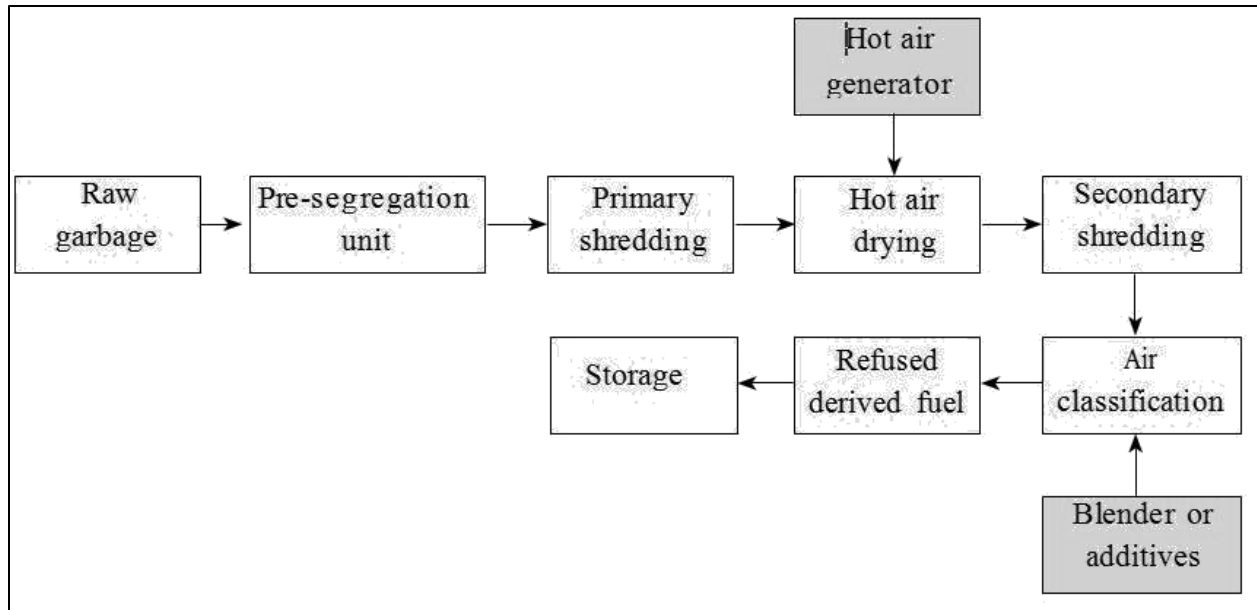 Hot air
generator
Raw
garbage
Pre-segregation
unit
Primary
shredding
Hot air
drying
Secondary
shredding
Storage
Refused
derived fuel
Air
classification
Blender or
additives